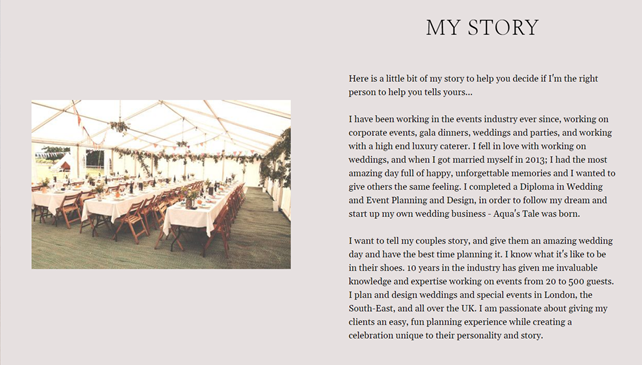 MY STORY
Here is a little bit of my story to help you decide if I'm the right
person to help you tells yours...
I have been working in the events industry ever since, working on
corporate events, gala dinners, weddings and parties, and working
with a high end luxury caterer. I fell in love with working on
weddings, and when I got married myself in 2013; I had the most
amazing day full of happy, unforgettable memories and I wanted to
give others the same feeling. I completed a Diploma in Wedding
and Event Planning and Design, in order to follow my dream and
start up my own wedding business - Aqua's Tale was born.
I want to tell my couples story, and give them an amazing wedding
day and have the best time planning it. I know what it's like to be
in their shoes. 10 years in the industry has given me invaluable
knowledge and expertise working on events from 20 to 500 guests.
I plan and design weddings and special events in London, the
South-East, and all over the UK. I am passionate about giving my
clients an easy, fun planning experience while creating a
celebration unique to their personality and story.